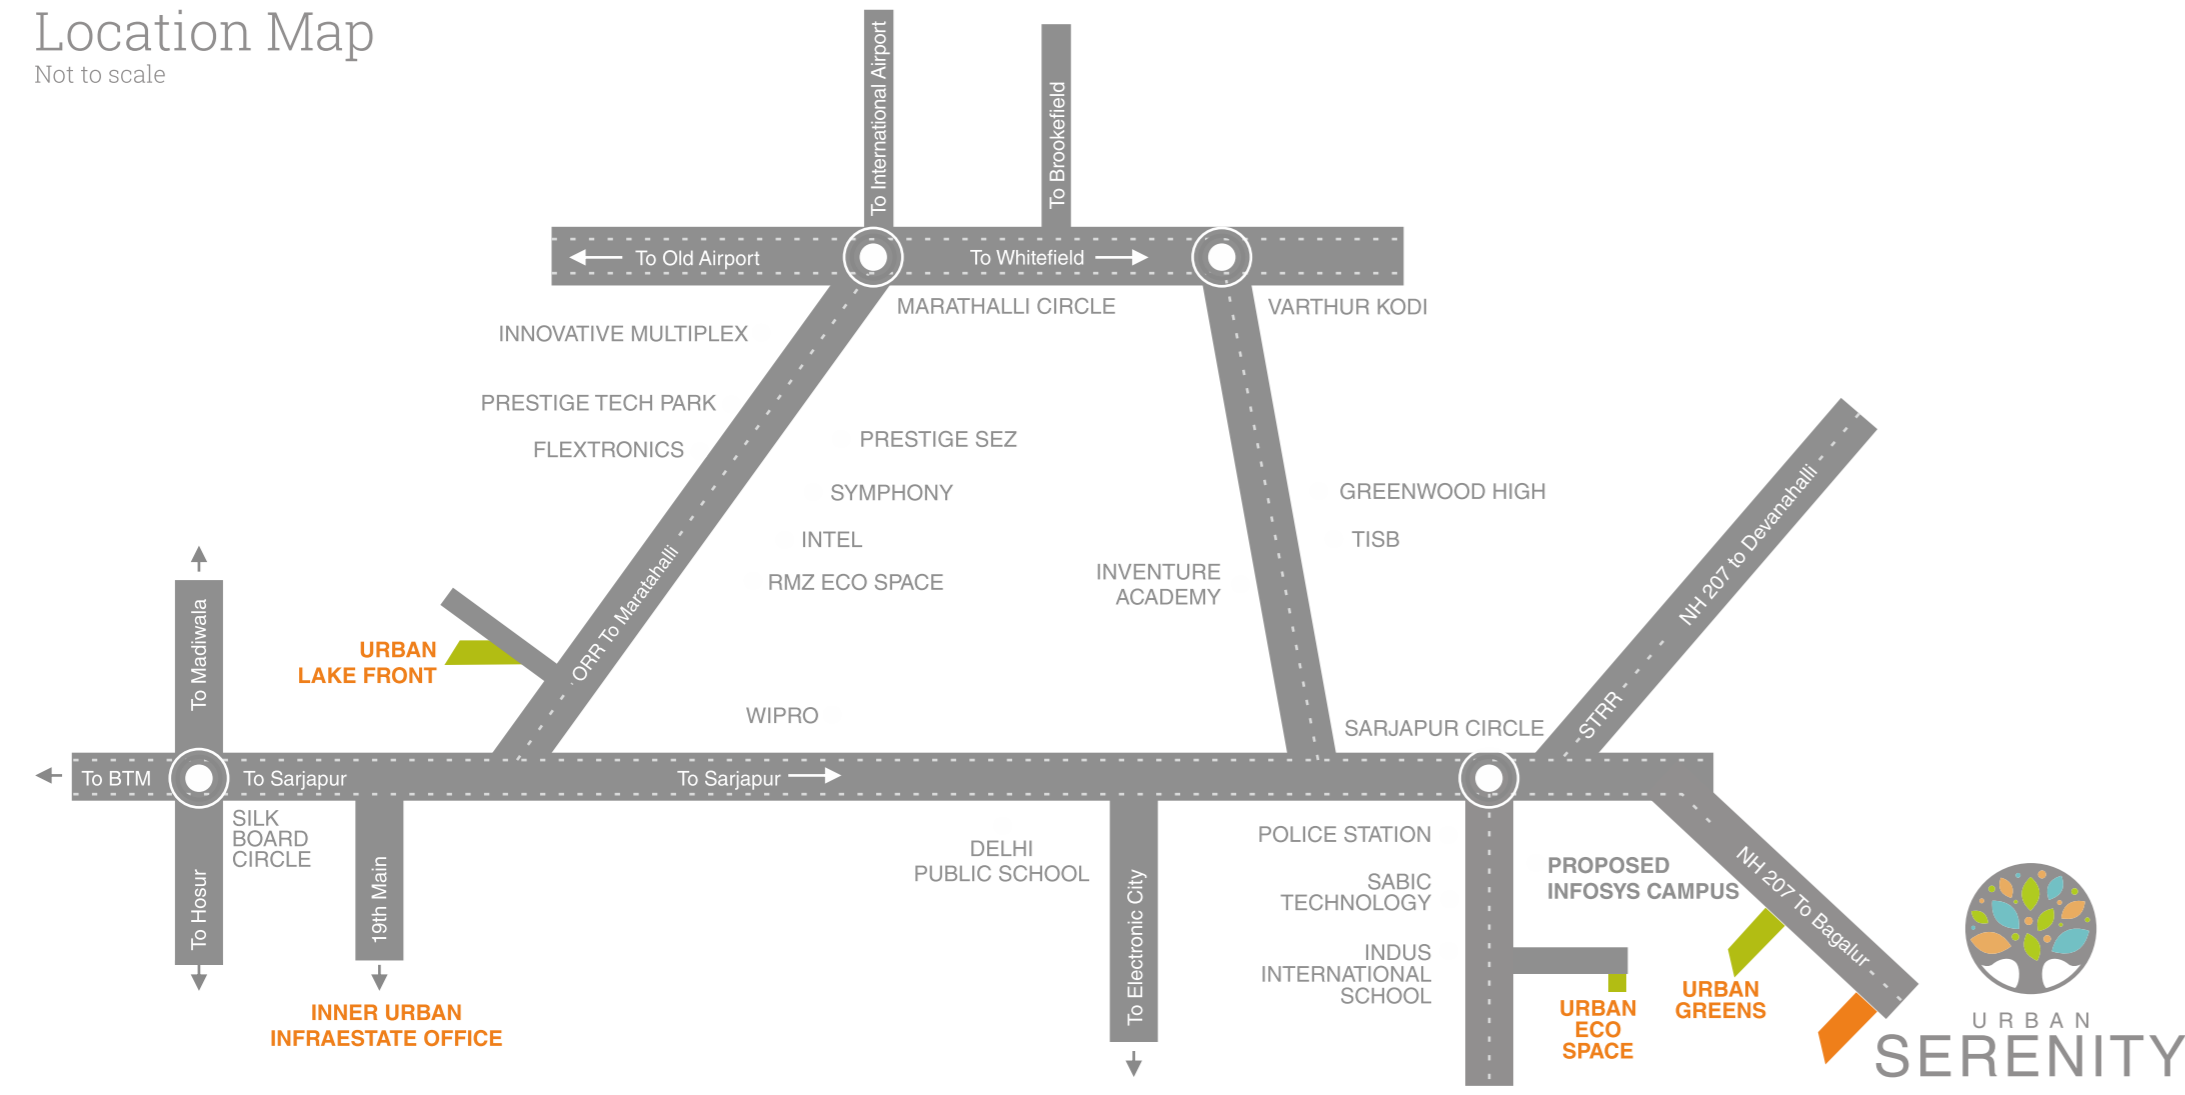 Location Map
Not to scale
To International Airport
To Brookefield
To Old Airport
To Whitefield
MARATHALLI CIRCLE
VARTHUR KODI
INNOVATIVE MULTIPLEX
PRESTIGE TECH PARK
FLEXTRONICS
PRESTIGE SEZ
SYMPHONY
INTEL
RMZ ECO SPACE
GREENWOOD HIGH
TISB
INVENTURE
ACADEMY
NH 207 to Devanahalli
STRR
ORR To Maratahalli
To Madiwala
URBAN
LAKE FRONT
WIPRO
SARJAPUR CIRCLE
To BTM
To Sarjapur
To Sarjapur
SILK
BOARD
CIRCLE
To Hosur
19th Main
INNER URBAN
INFRAESTATE OFFICE
DELHI
PUBLIC SCHOOL
To Electronic City
POLICE STATION
SABIC
TECHNOLOGY
INDUS
INTERNATIONAL
SCHOOL
PROPOSED
INFOSYS CAMPUS
NH 207 To Bagalur
URBAN
ECO
SPACE
URBAN
GREENS
URBAN
SERENITY